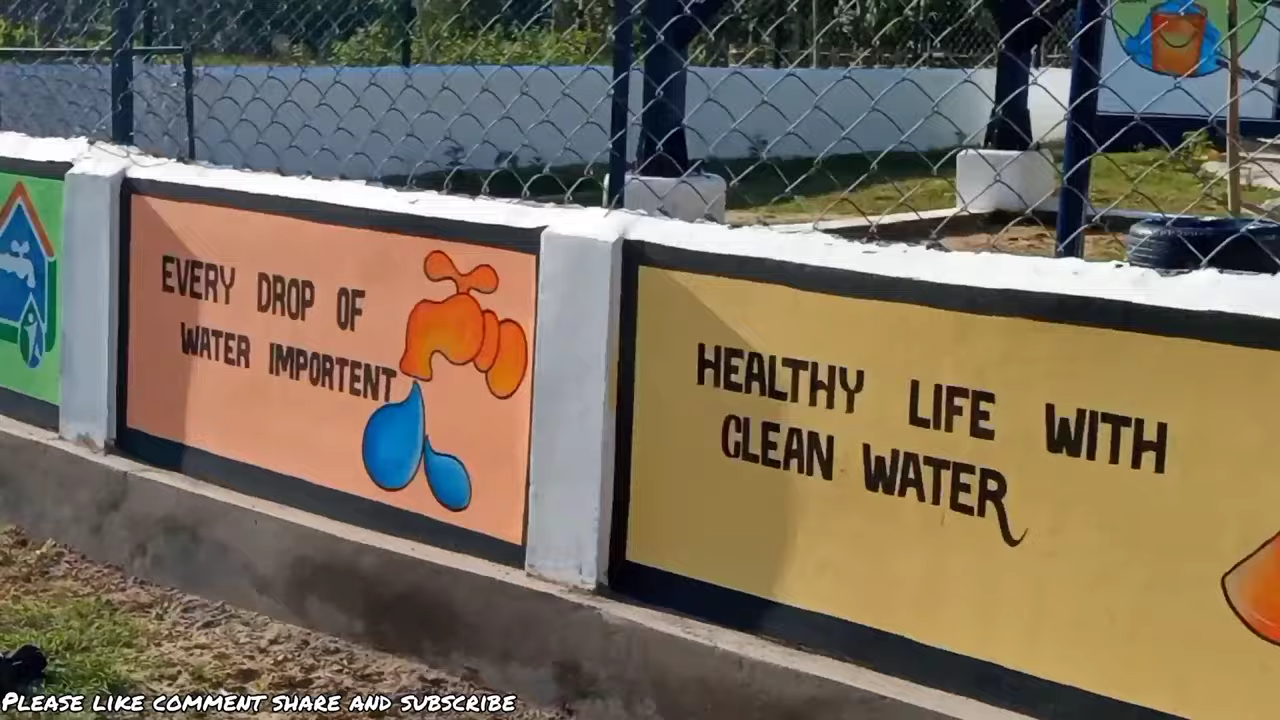 EVERY DROP OF
WATER IMPORTENT
HEALTHY LIFE WITH
CLEAN WATER
PLEASE LIKE COMMENT SHARE AND SUBSCRIBE